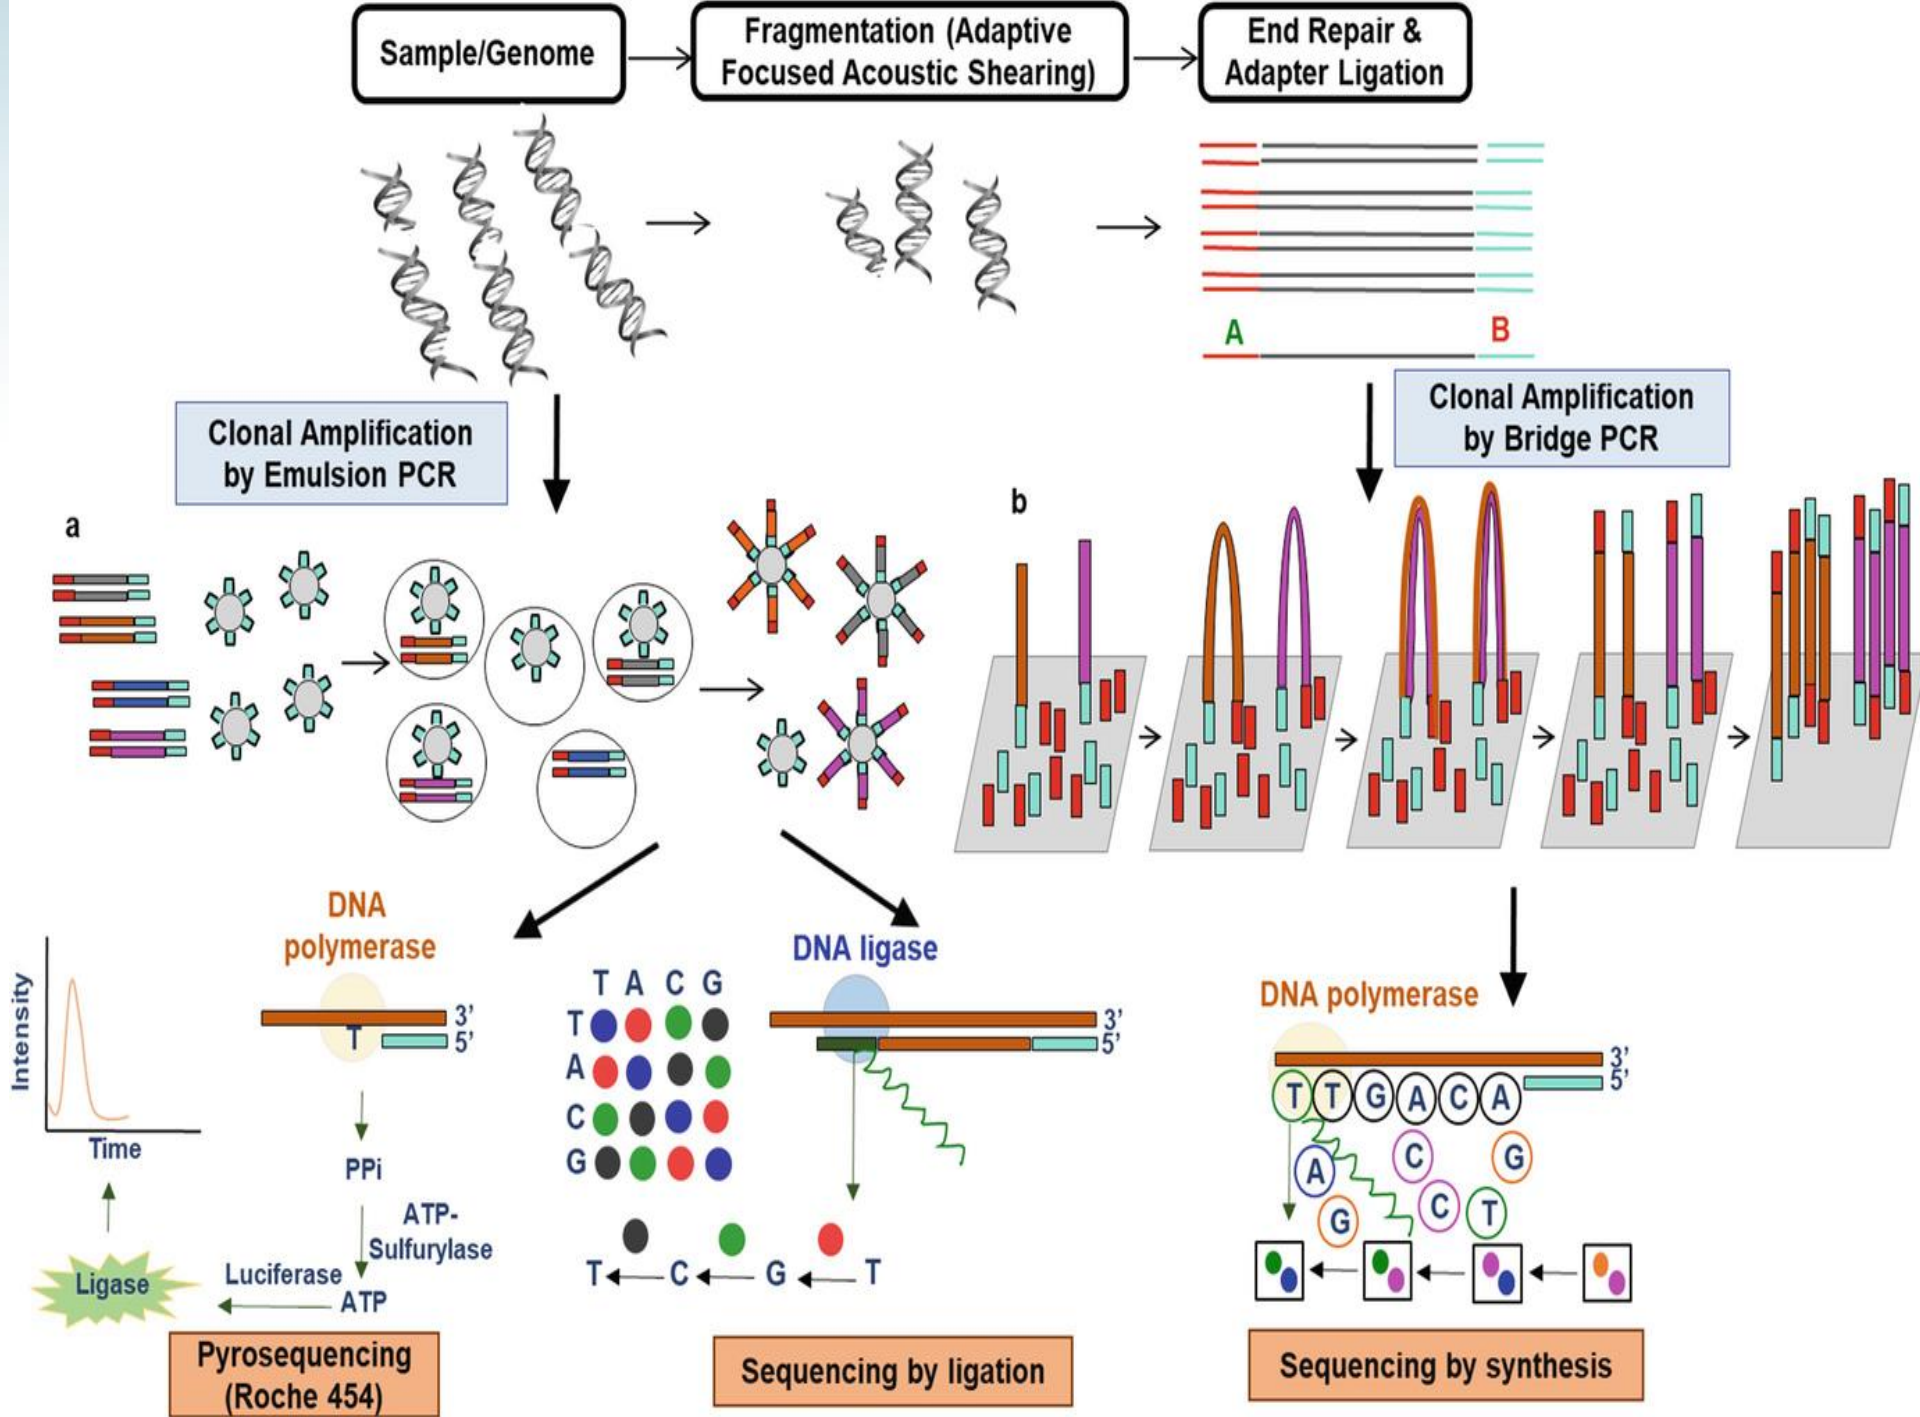 Sample/Genome
Fragmentation (Adaptive
Focused Acoustic Shearing)
End Repair &
Adapter Ligation
A
B
Clonal Amplification
by Emulsion PCR
Clonal Amplification
by Bridge PCR
a
b
DNA
polymerase
3’
T
5’
Intensity
Time
PPi
ATP-
Sulfurylase
Luciferase
ATP
Ligase
Pyrosequencing
(Roche 454)
DNA ligase
T A C G
T
A
C
G
3’
5’
T C G T
Sequencing by ligation
DNA polymerase
3’
5’
T T G A C A
A C G
G C T
Sequencing by synthesis